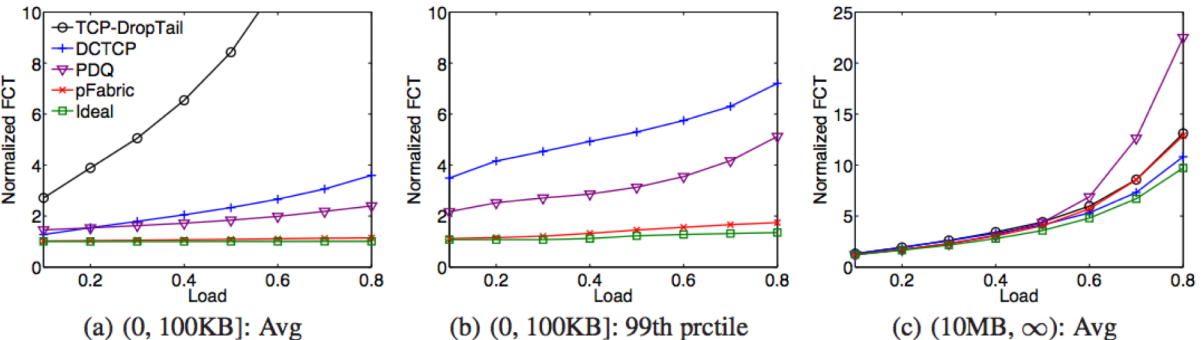 10
8
6
4
2
0
Normalized FCT
TCP-DropTail
DCTCP
PDQ
pFabric
Ideal
0.2 0.4 0.6 0.8
Load
(a) (0, 100KB]: Avg
10
8
6
4
2
0
Normalized FCT
0.2 0.4 0.6 0.8
Load
(b) (0, 100KB]: 99th prctile
25
20
15
10
5
0
Normalized FCT
0.2 0.4 0.6 0.8
Load
(c) (10MB, ∞): Avg